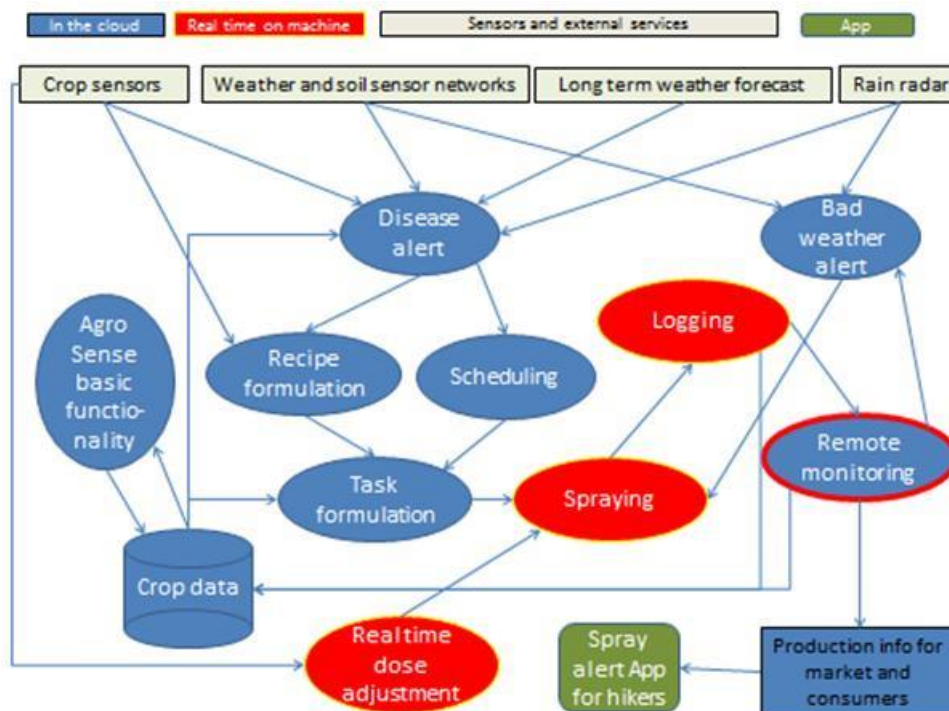 In the cloud
Real time on machine
Sensors and external services
App
Crop sensors
Weather and soil sensor networks
Long term weather forecast
Rain radar
Disease
alert
Bad
weather
alert
Agro
Sense
basic
functio-
nality
Recipe
formulation
Scheduling
Logging
Remote
monitoring
Task
formulation
Spraying
Crop data
Real time
dose
adjustment
Spray
alert App
for hikers
Production info for
market and
consumers